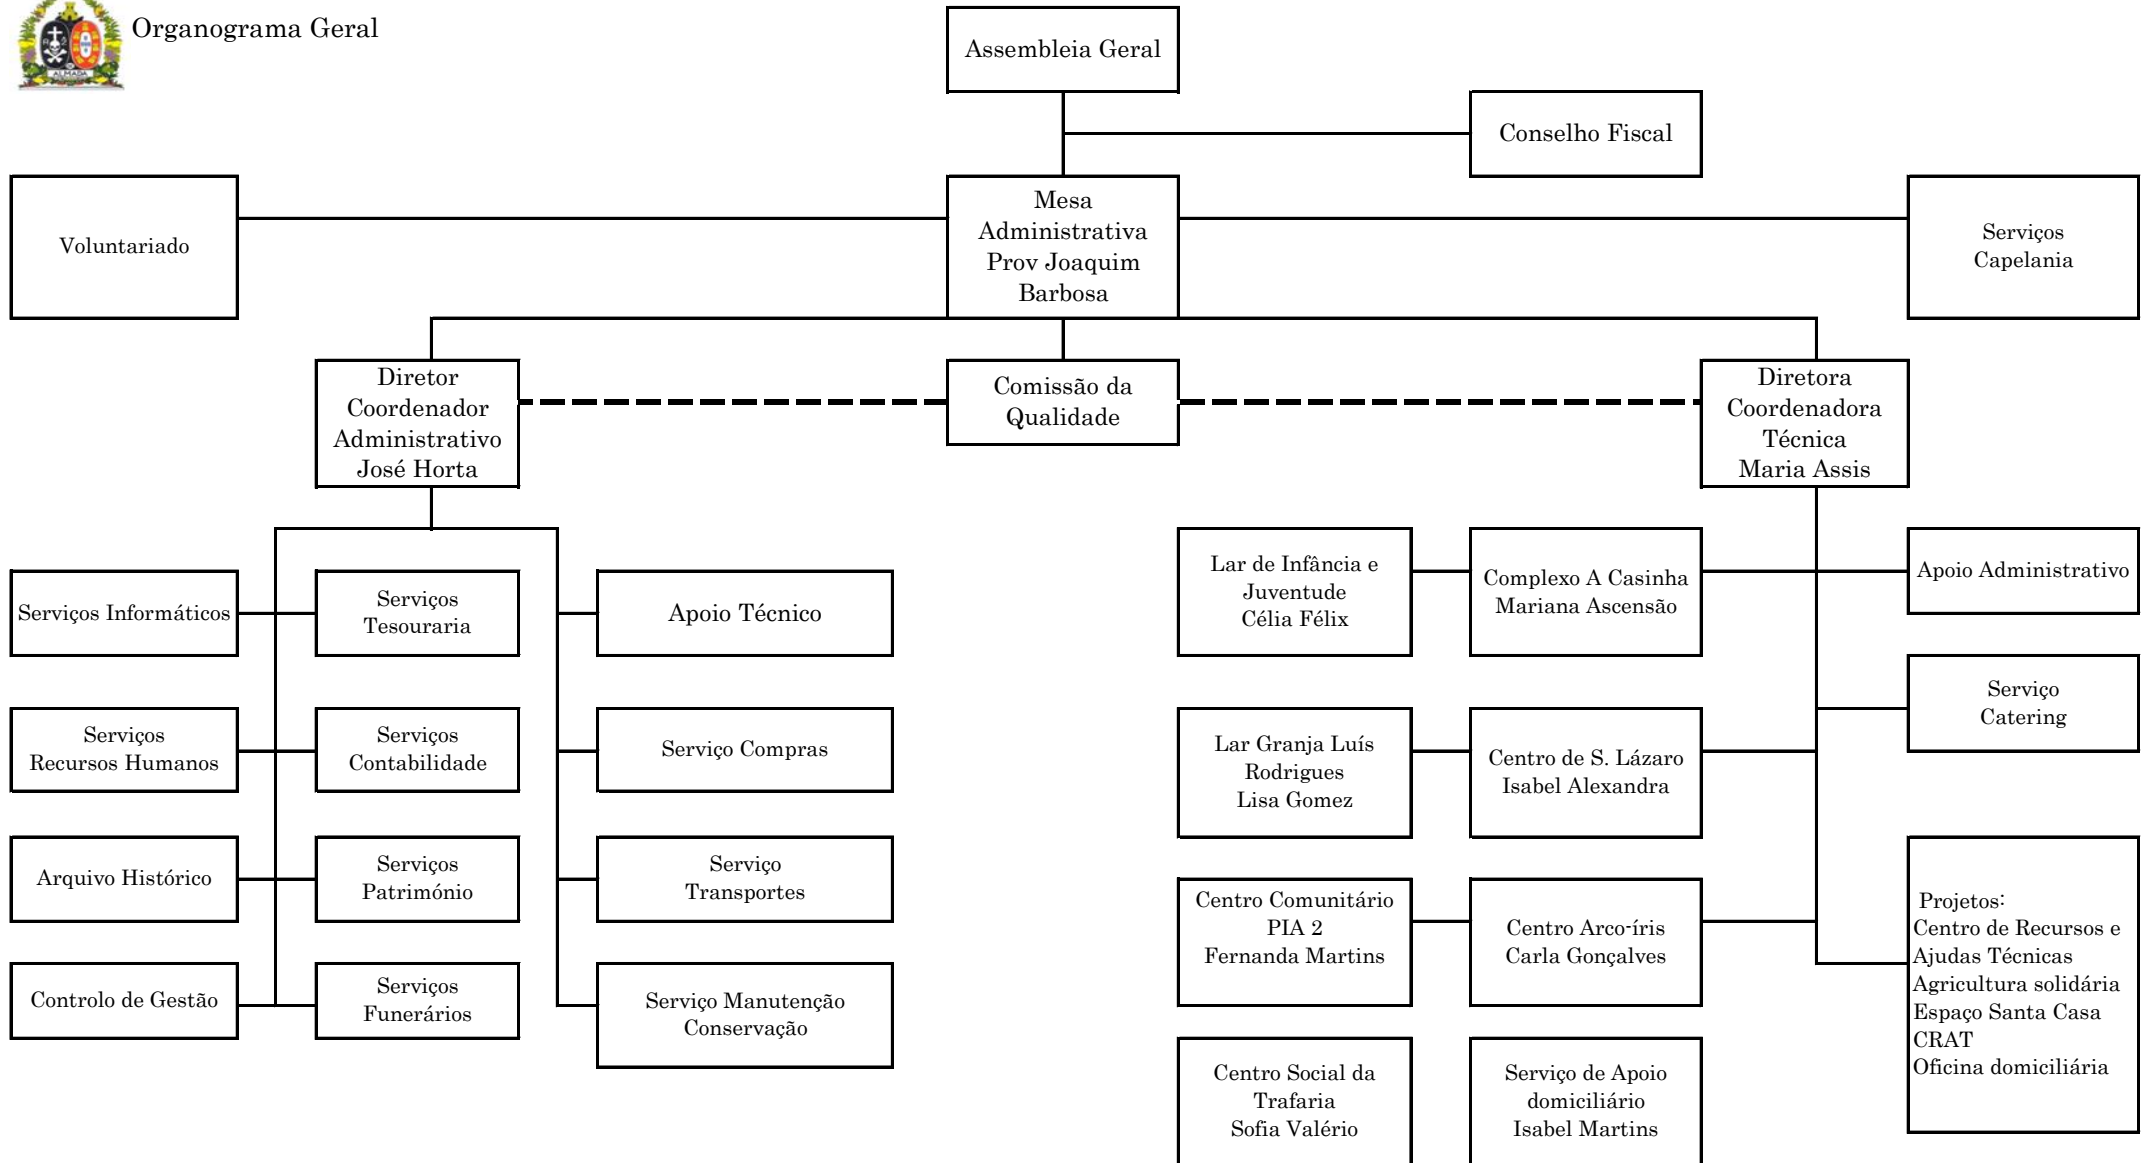 Organograma Geral
ALMADA
Assembleia Geral
Conselho Fiscal
Voluntariado
Mesa
Administrativa
Prov Joaquim
Barbosa
Serviços
Capelania
Diretor
Coordenador
Administrativo
José Horta
Comissão da
Qualidade
Diretora
Coordenadora
Técnica
Maria Assis
Serviços Informáticos
Serviços
Tesouraria
Apoio Técnico
Serviços
Recursos Humanos
Serviços
Contabilidade
Serviço Compras
Arquivo Histórico
Serviços
Património
Serviço
Transportes
Controlo de Gestão
Serviços
Funerários
Serviço Manutenção
Conservação
Lar de Infância e
Juventude
Célia Félix
Complexo A Casinha
Mariana Ascensão
Apoio Administrativo
Serviço
Catering
Lar Granja Luís
Rodrigues
Lisa Gomez
Centro de S. Lázaro
Isabel Alexandra
Centro Comunitário
PIA 2
Fernanda Martins
Centro Arco-íris
Carla Gonçalves
Projetos:
Centro de Recursos e
Ajudas Técnicas
Agricultura solidária
Espaço Santa Casa
CRAT
Oficina domiciliária
Centro Social da
Trafaria
Sofia Valério
Serviço de Apoio
domiciliário
Isabel Martins